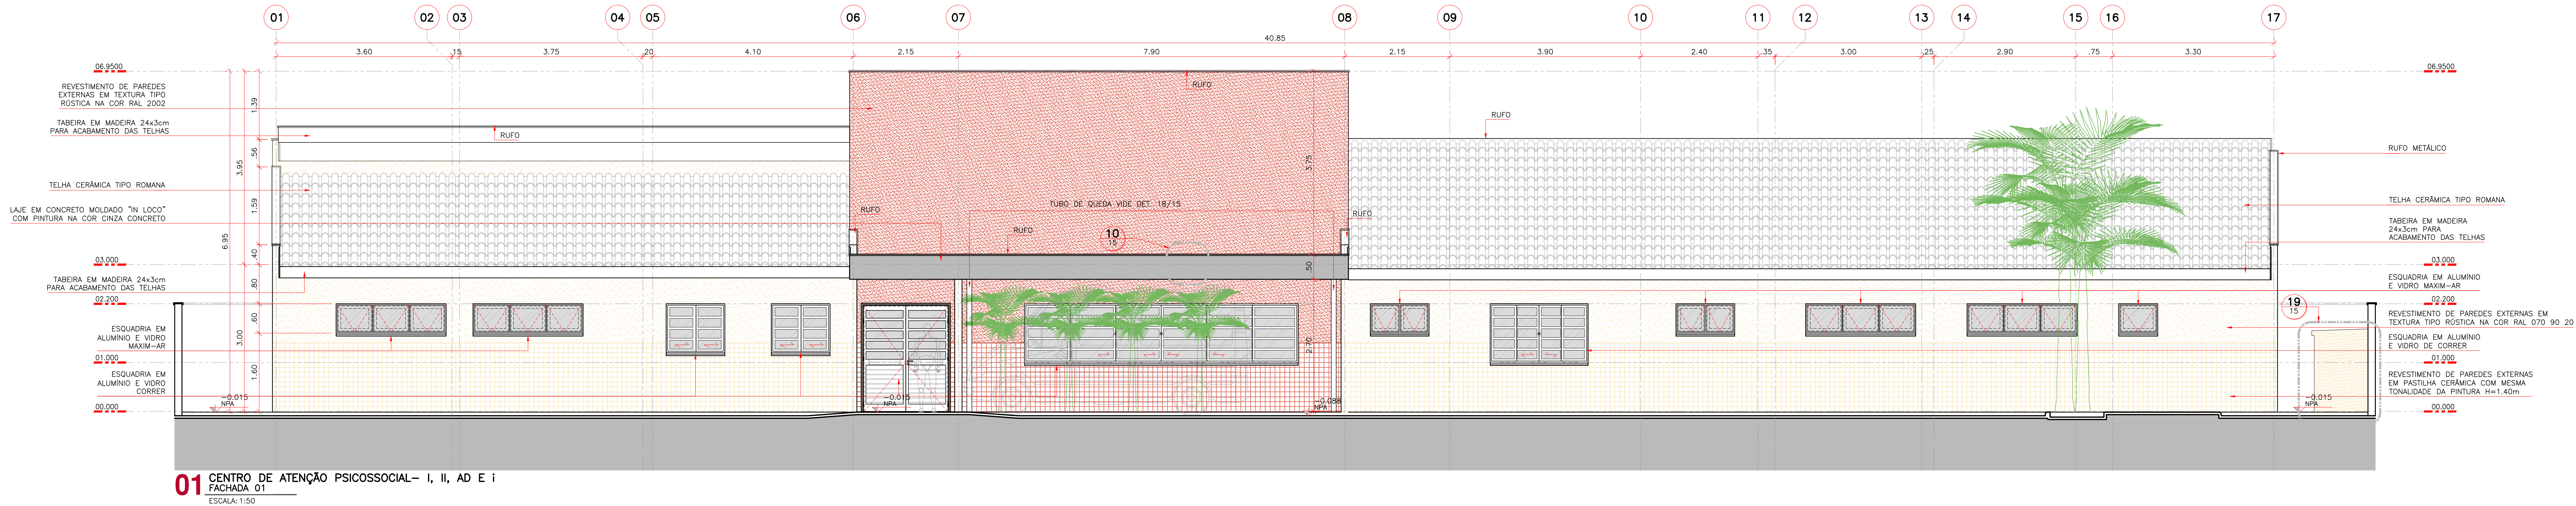 01 02 03 04 05 06 07 08 09 10 11 12 13 14 15 16 17
40.85
3.60 .15 3.75 .20 4.10 2.15 7.90 2.15 3.90 2.40 .35 3.00 .25 2.90 .75 3.30
06.9500
REVESTIMENTO DE PAREDES
EXTERNAS EM TEXTURA TIPO
RÚSTICA NA COR RAL 2002
TABEIRA EM MADEIRA 24x3cm
PARA ACABAMENTO DAS TELHAS
TELHA CERÂMICA TIPO ROMANA
LAJE EM CONCRETO MOLDADO "IN LOCO"
COM PINTURA NA COR CINZA CONCRETO
03.000
TABEIRA EM MADEIRA 24x3cm
PARA ACABAMENTO DAS TELHAS
02.200
ESQUADRIA EM
ALUMÍNIO E VIDRO
MAXIM-AR
01.000
ESQUADRIA EM
ALUMÍNIO E VIDRO
CORRER
00.000
6.95
3.95
3.00
1.39
.56
1.59
.40
.80
.60
1.60
-0.015
NPA
RUFO
RUFO
RUFO
RUFO
RUFO
RUFO
TUBO DE QUEDA VIDE DET. 18/15
10
15
3.75
.50
2.70
-0.015
NPA
-0.088
NPA
06.9500
RUFO METÁLICO
TELHA CERÂMICA TIPO ROMANA
TABEIRA EM MADEIRA
24x3cm PARA
ACABAMENTO DAS TELHAS
03.000
ESQUADRIA EM ALUMÍNIO
E VIDRO MAXIM-AR
02.200
19
15
REVESTIMENTO DE PAREDES EXTERNAS EM
TEXTURA TIPO RÚSTICA NA COR RAL 070 90 20
ESQUADRIA EM ALUMÍNIO
E VIDRO DE CORRER
01.000
REVESTIMENTO DE PAREDES EXTERNAS
EM PASTILHA CERÂMICA COM MESMA
TONALIDADE DA PINTURA H=1.40m
-0.015
NPA
00.000
01 CENTRO DE ATENÇÃO PSICOSSOCIAL- I, II, AD E i
FACHADA 01
ESCALA: 1:50